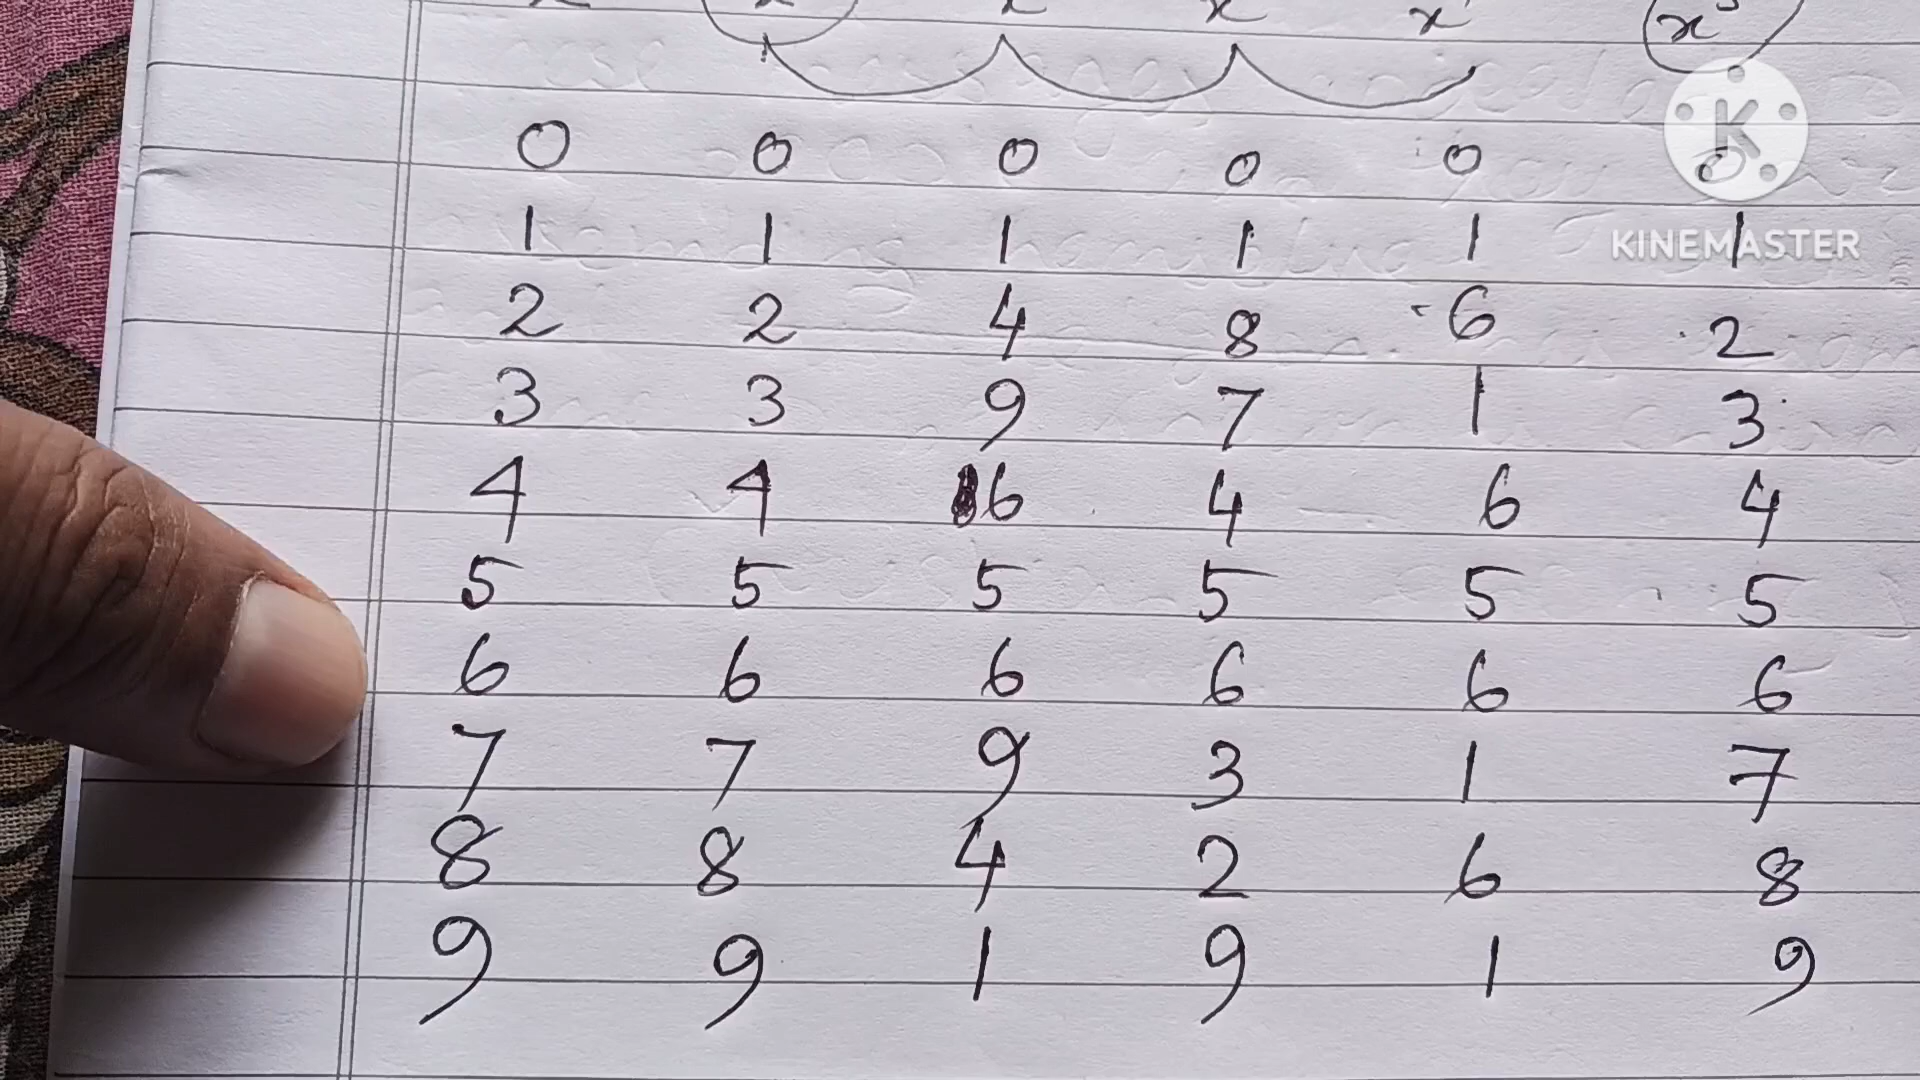 x x x x x x⁵
0 0 0 0 0 0
1 1 1 1 1 1
KINEMASTER
2 2 4 8 6 2
3 3 9 7 1 3
4 4 6 4 6 4
5 5 5 5 5 5
6 6 6 6 6 6
7 7 9 3 1 7
8 8 4 2 6 8
9 9 1 9 1 9